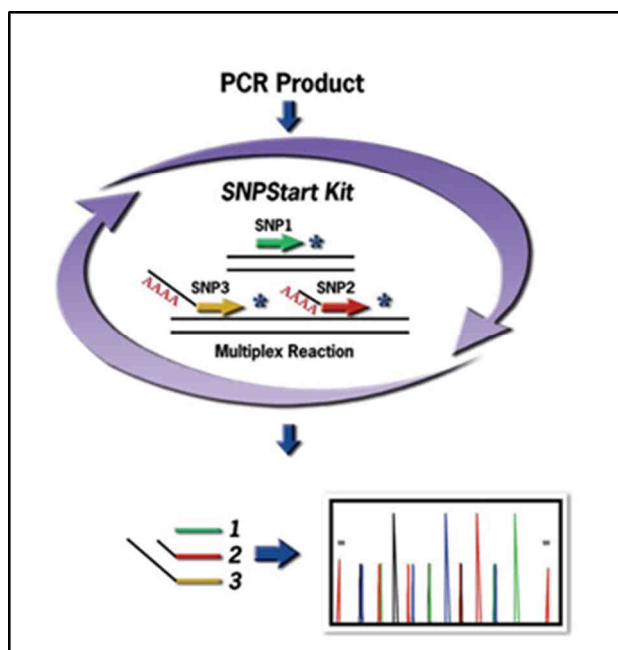 PCR Product
SNPStart Kit
SNP1
*
AAAA
SNP3
*
AAAA
SNP2
*
Multiplex Reaction
1
2
3